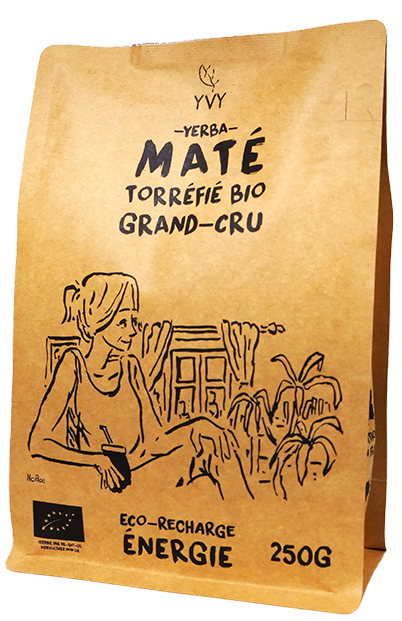 YVY
–YERBA–
MATÉ
TORRÉFIÉ BIO
GRAND–CRU
ECO–RECHARGE
ÉNERGIE
250G